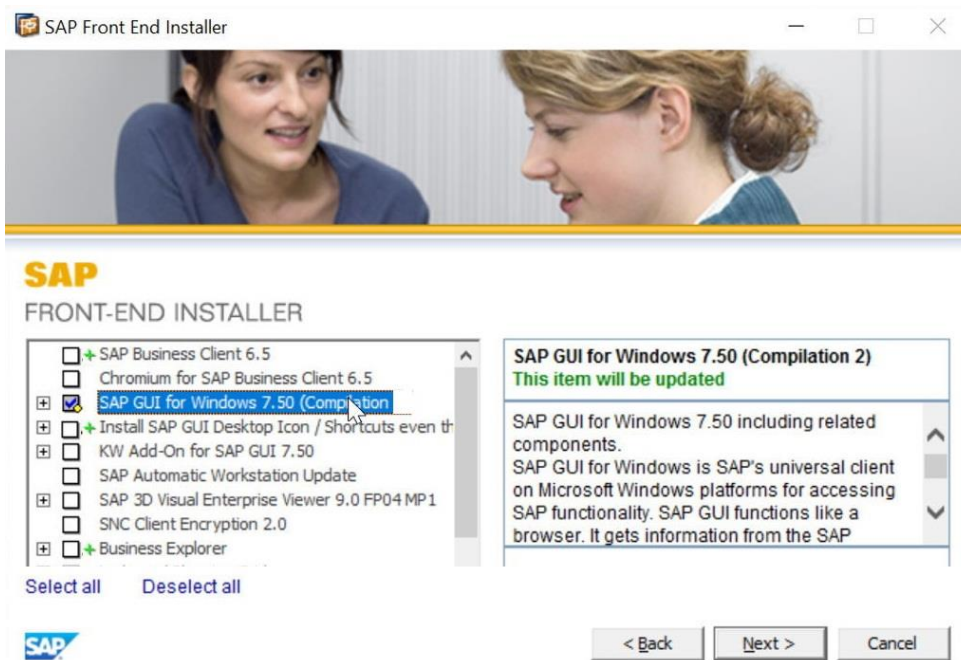 SAP Front End Installer
SAP
FRONT-END INSTALLER
SAP Business Client 6.5
Chromium for SAP Business Client 6.5
SAP GUI for Windows 7.50 (Compilation
Install SAP GUI Desktop Icon / Shortcuts even th
KW Add-On for SAP GUI 7.50
SAP Automatic Workstation Update
SAP 3D Visual Enterprise Viewer 9.0 FP04 MP1
SNC Client Encryption 2.0
Business Explorer
SAP GUI for Windows 7.50 (Compilation 2)
This item will be updated
SAP GUI for Windows 7.50 including related
components.
SAP GUI for Windows is SAP's universal client
on Microsoft Windows platforms for accessing
SAP functionality. SAP GUI functions like a
browser. It gets information from the SAP
Select all Deselect all
SAP
< Back Next > Cancel